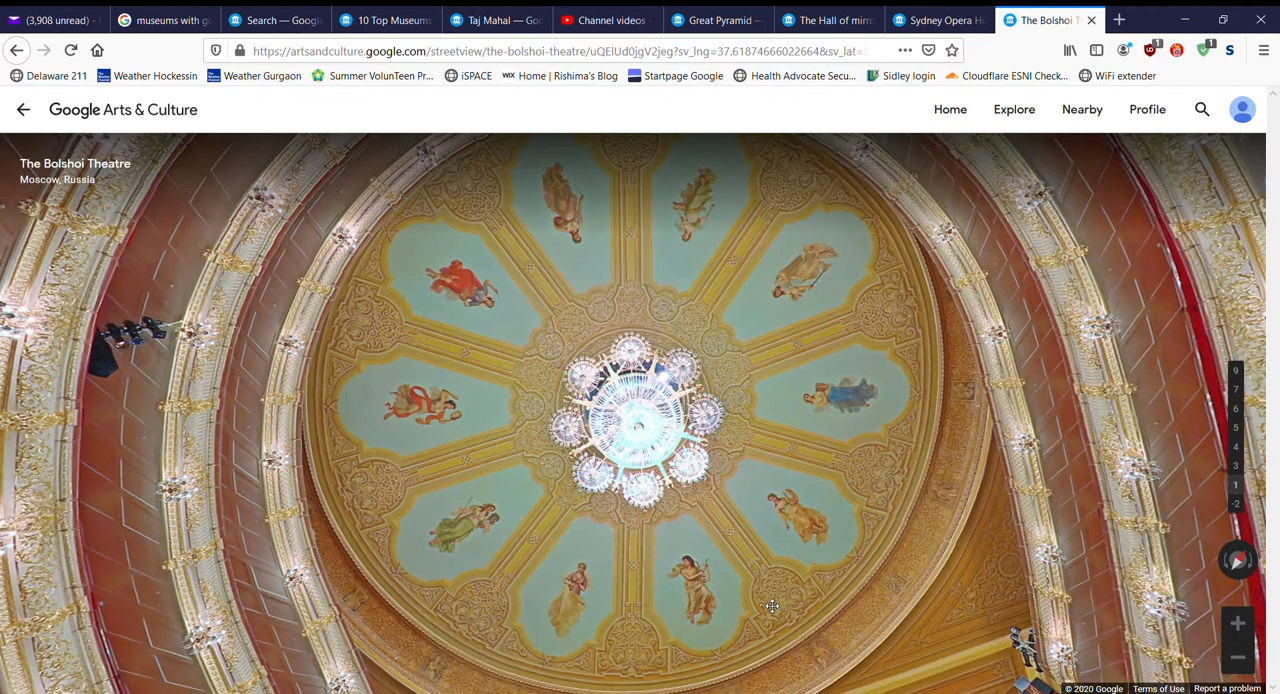 (3,908 unread) -
museums with go
Search — Google
10 Top Museums
Taj Mahal — Goo
Channel videos -
Great Pyramid —
The Hall of mirro
Sydney Opera Ho
The Bolshoi T
https://artsandculture.google.com/streetview/the-bolshoi-theatre/uQElUd0jgV2jeg?sv_lng=37.61874666022664&sv_lat=
Delaware 211
Weather Hockessin
Weather Gurgaon
Summer VolunTeen Pr...
iSPACE
WIX Home | Rishima's Blog
Startpage Google
Health Advocate Secu...
Sidley login
Cloudflare ESNI Check...
WiFi extender
Google Arts & Culture
Home
Explore
Nearby
Profile
The Bolshoi Theatre
Moscow, Russia
9
7
6
5
4
3
1
-2
© 2020 Google
Terms of Use
Report a problem